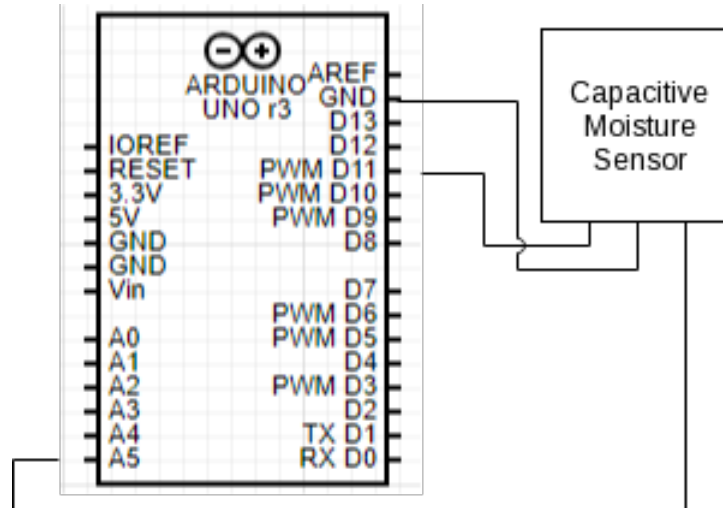 ARDUINO
UNO r3
AREF
GND
D13
IOREF
D12
RESET
PWM D11
3.3V
PWM D10
5V
PWM D9
GND
D8
GND
Vin
D7
PWM D6
A0
PWM D5
A1
D4
A2
PWM D3
A3
D2
A4
TX D1
A5
RX D0
Capacitive
Moisture
Sensor